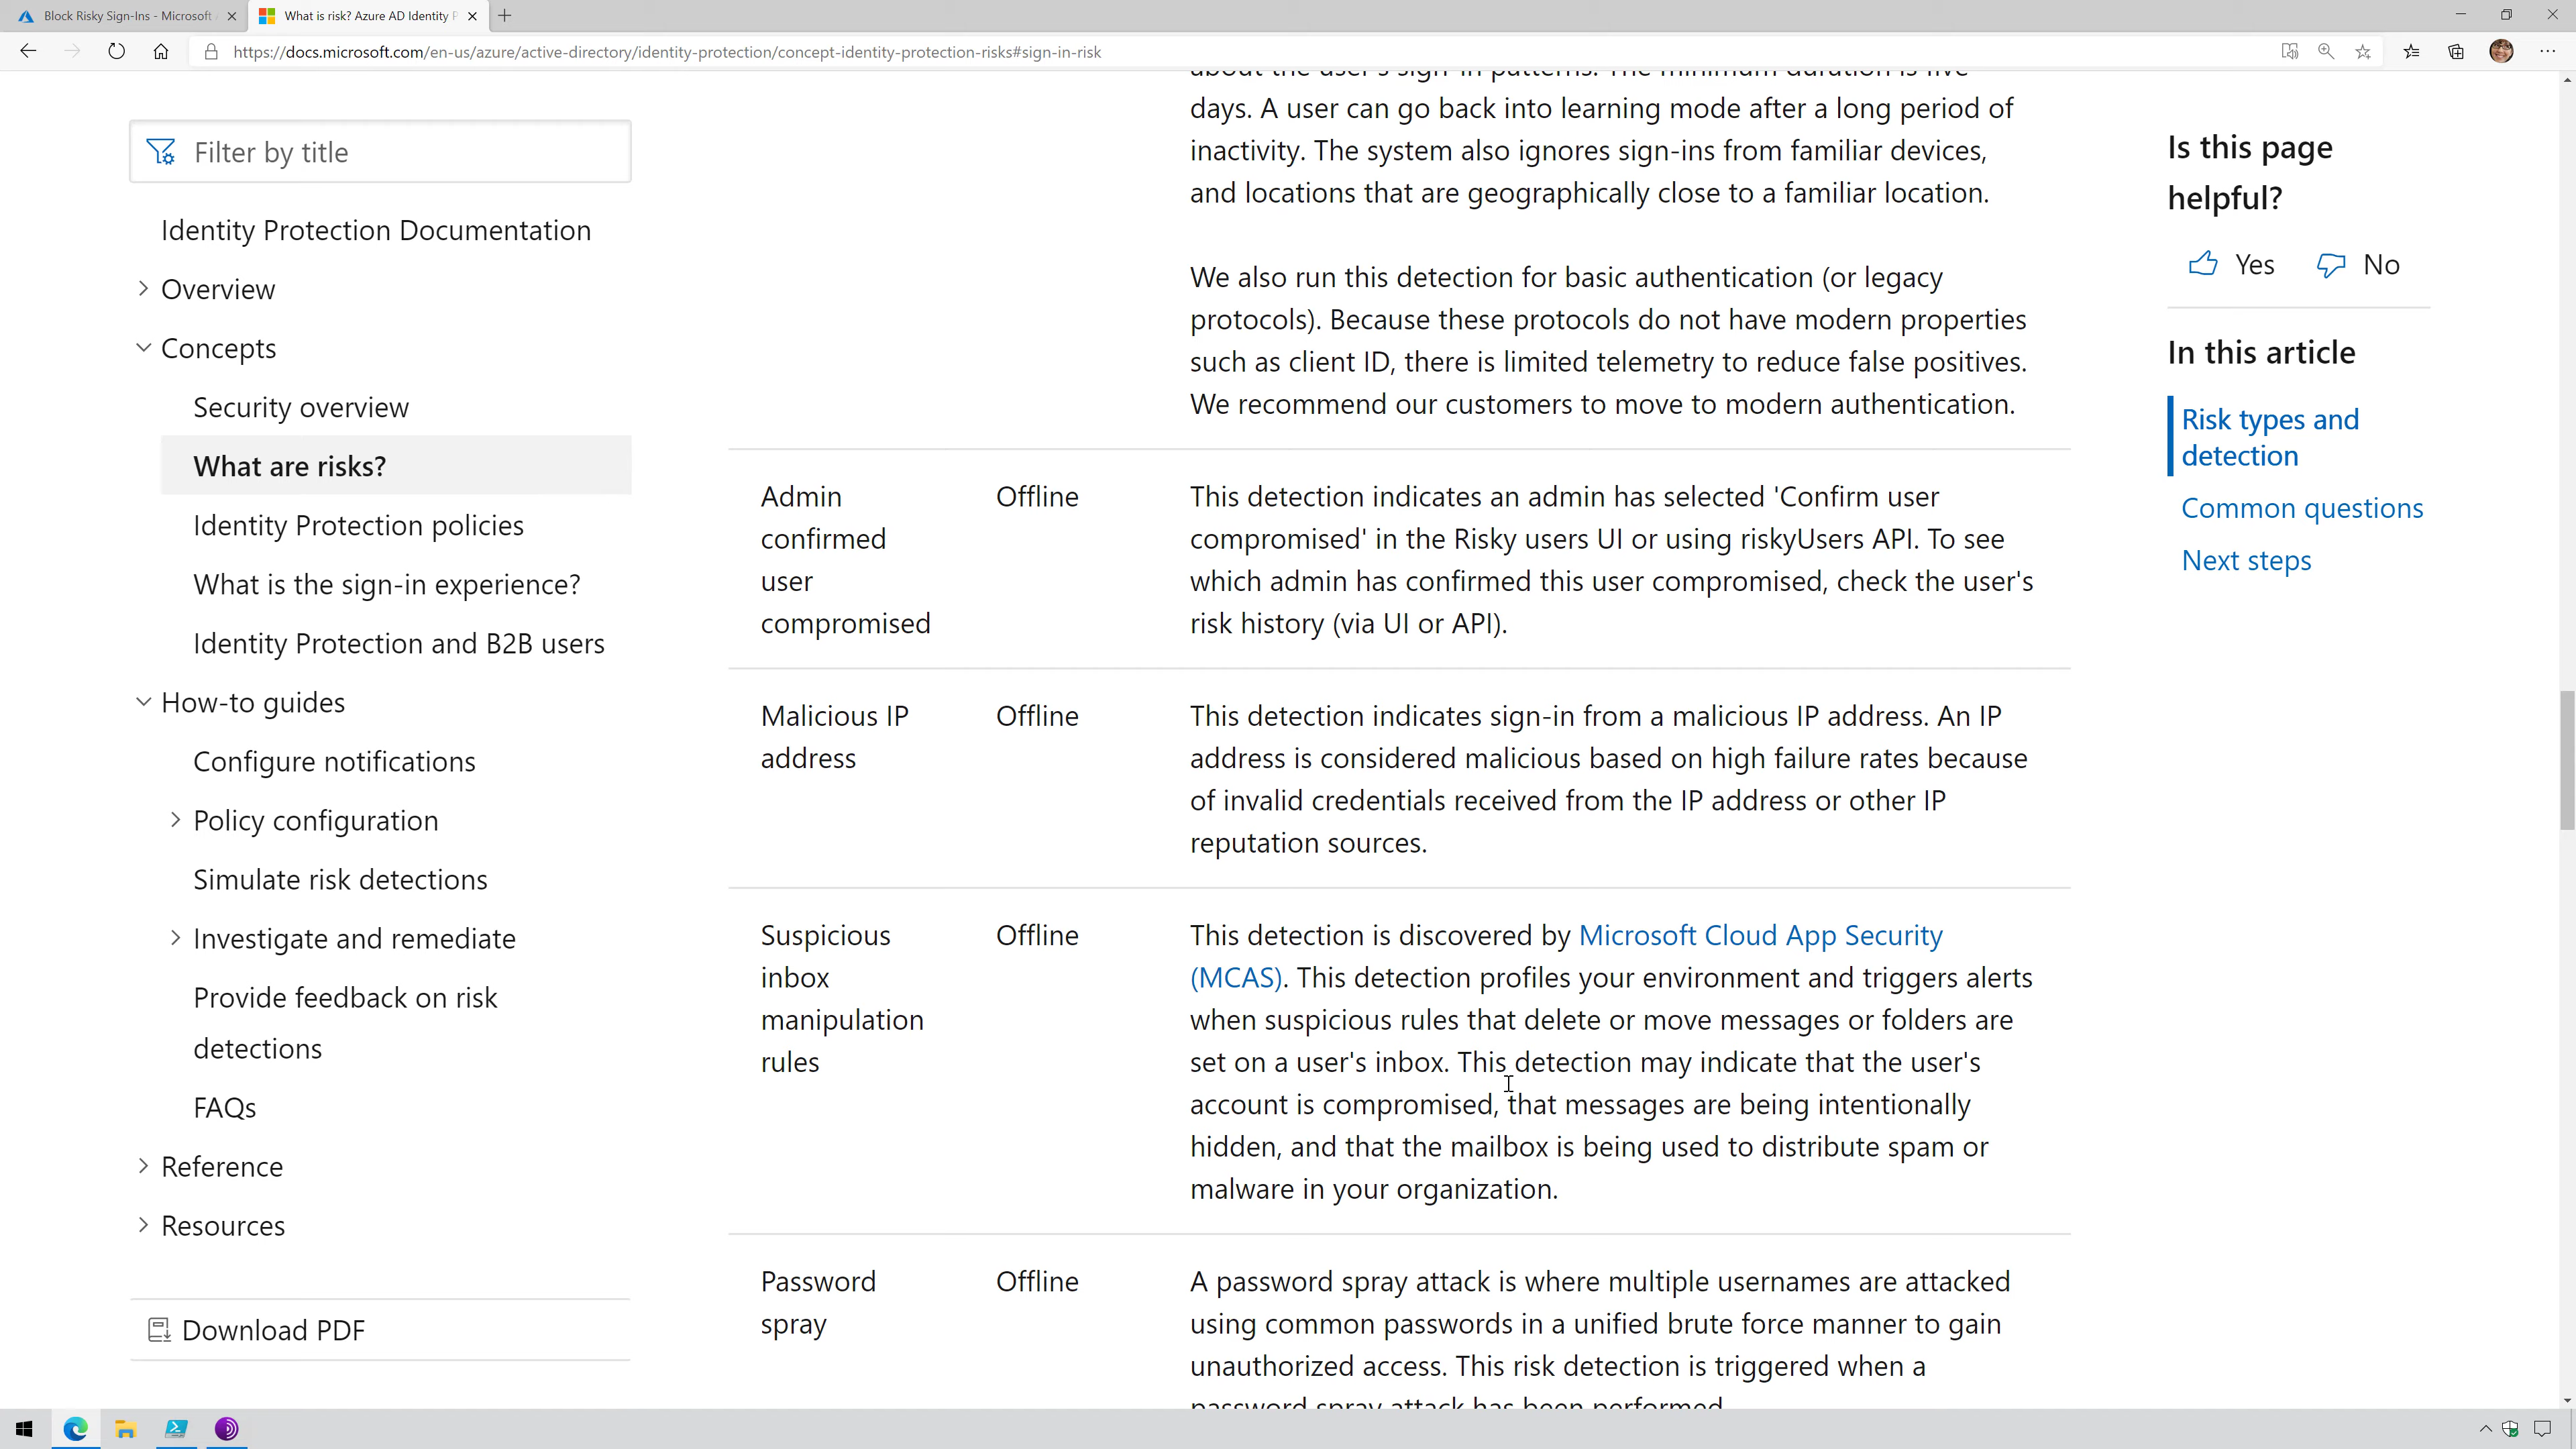 Block Risky Sign-Ins - Microsoft
What is risk? Azure AD Identity P
https://docs.microsoft.com/en-us/azure/active-directory/identity-protection/concept-identity-protection-risks#sign-in-risk
Filter by title
Identity Protection Documentation
Overview
Concepts
Security overview
What are risks?
Identity Protection policies
What is the sign-in experience?
Identity Protection and B2B users
How-to guides
Configure notifications
Policy configuration
Simulate risk detections
Investigate and remediate
Provide feedback on risk
detections
FAQs
Reference
Resources
Download PDF
about the user's sign-in patterns. The minimum duration is five
days. A user can go back into learning mode after a long period of
inactivity. The system also ignores sign-ins from familiar devices,
and locations that are geographically close to a familiar location.
We also run this detection for basic authentication (or legacy
protocols). Because these protocols do not have modern properties
such as client ID, there is limited telemetry to reduce false positives.
We recommend our customers to move to modern authentication.
Admin
confirmed
user
compromised
Offline
This detection indicates an admin has selected 'Confirm user
compromised' in the Risky users UI or using riskyUsers API. To see
which admin has confirmed this user compromised, check the user's
risk history (via UI or API).
Malicious IP
address
Offline
This detection indicates sign-in from a malicious IP address. An IP
address is considered malicious based on high failure rates because
of invalid credentials received from the IP address or other IP
reputation sources.
Suspicious
inbox
manipulation
rules
Offline
This detection is discovered by Microsoft Cloud App Security
(MCAS). This detection profiles your environment and triggers alerts
when suspicious rules that delete or move messages or folders are
set on a user's inbox. This detection may indicate that the user's
account is compromised, that messages are being intentionally
hidden, and that the mailbox is being used to distribute spam or
malware in your organization.
Password
spray
Offline
A password spray attack is where multiple usernames are attacked
using common passwords in a unified brute force manner to gain
unauthorized access. This risk detection is triggered when a
password spray attack has been performed.
Is this page
helpful?
Yes
No
In this article
Risk types and
detection
Common questions
Next steps